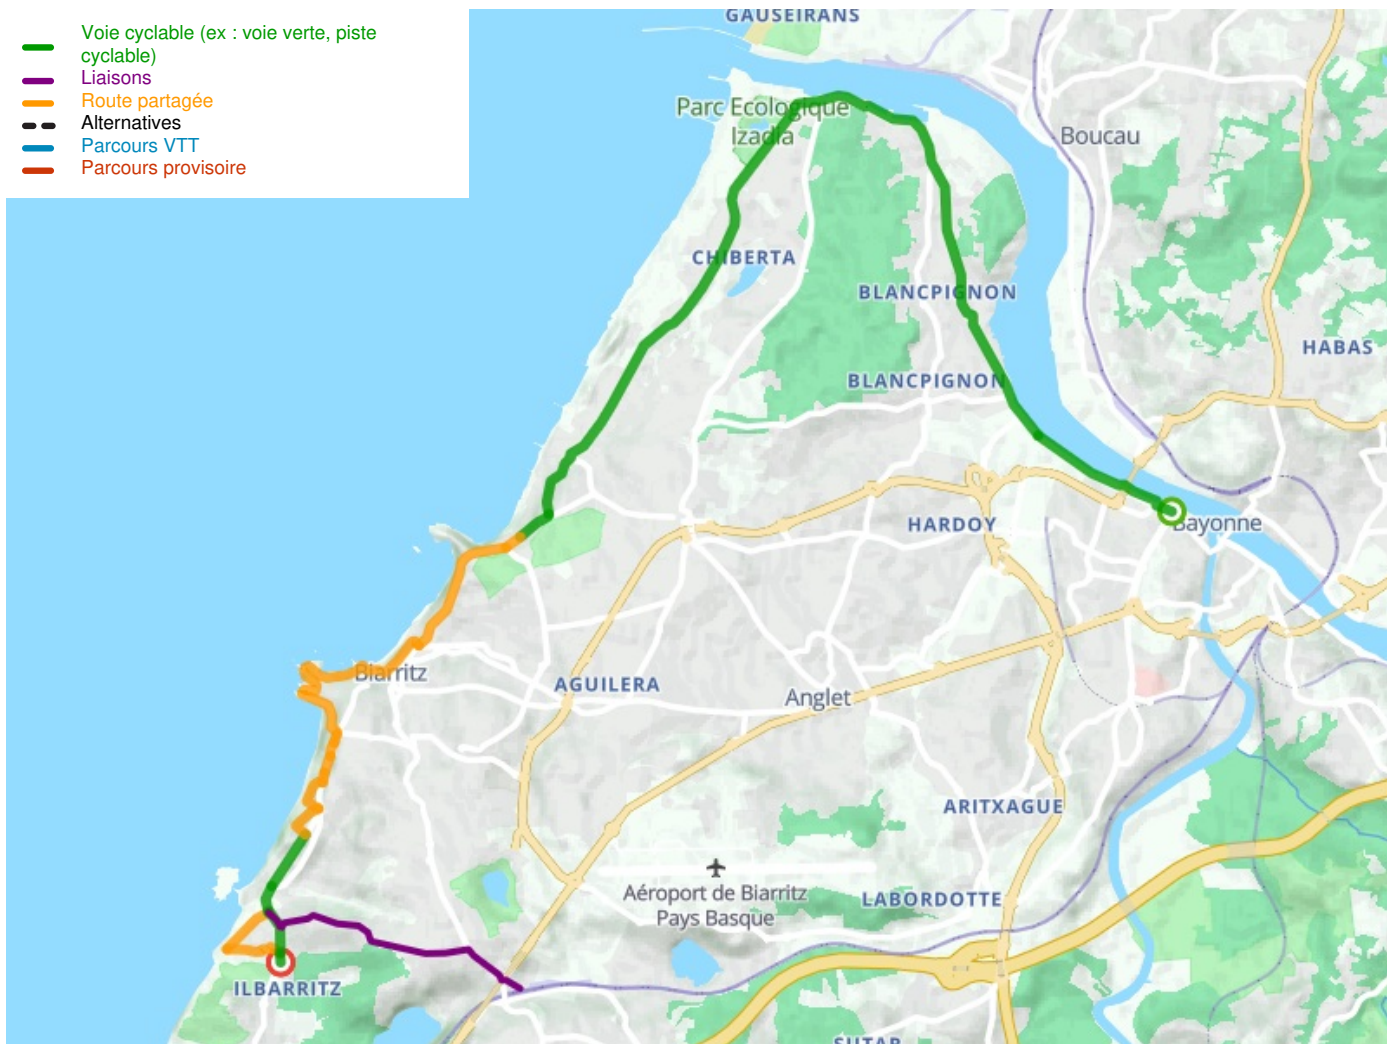 Voie cyclable (ex : voie verte, piste
cyclable)
Liaisons
Route partagée
Alternatives
Parcours VTT
Parcours provisoire
GAUSEIRANS
Parc Ecologique
Izadia
Boucau
CHIBERTA
BLANCPIGNON
HABAS
BLANCPIGNON
HARDOY
Bayonne
Biarritz
AGUILERA
Anglet
ARITXAGUE
Aéroport de Biarritz
Pays Basque
LABORDOTTE
ILBARRITZ
SUTAR